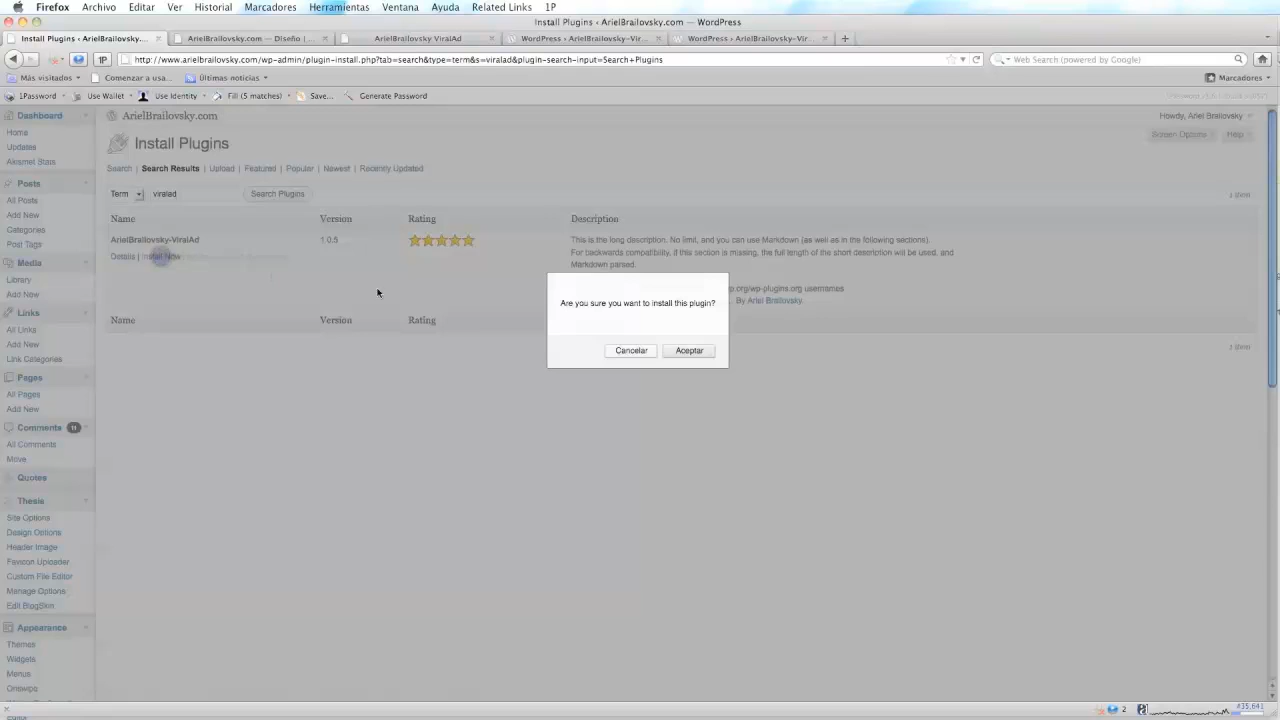 Firefox Archivo Editar Ver Historial Marcadores Herramientas Ventana Ayuda Related Links 1P
Install Plugins ‹ ArielBrailovsky.com — WordPress
Install Plugins ‹ ArielBrailovsky.... ArielBrailovsky.com — Diseño | ... ArielBrailovsky ViralAd WordPress › ArielBrailovsky-Vir... WordPress › ArielBrailovsky-Vir...
http://www.arielbrailovsky.com/wp-admin/plugin-install.php?tab=search&type=term&s=viralad&plugin-search-input=Search+Plugins Web Search (powered by Google)
Más visitados Comenzar a usa... Últimas noticias Marcadores
1Password Use Wallet Use Identity Fill (5 matches) Save... Generate Password
Dashboard ArielBrailovsky.com Howdy, Ariel Brailovsky
Home Install Plugins Screen Options Help
Updates
Akismet Stats Search | Search Results | Upload | Featured | Popular | Newest | Recently Updated
Posts
All Posts Term viralad Search Plugins 1 item
Add New Name Version Rating Description
Categories ArielBrailovsky-ViralAd 1.0.5 This is the long description. No limit, and you can use Markdown (as well as in the following sections).
Post Tags Details | Install Now For backwards compatibility, if this section is missing, the full length of the short description will be used, and
Media Markdown parsed.
Library
Add New wp.org/wp-plugins.org usernames
Links By Ariel Brailovsky.
Are you sure you want to install this plugin?
Name Version Rating
All Links
Add New 1 item
Cancelar Aceptar
Link Categories
Pages
All Pages
Add New
Comments 11
All Comments
Move
Quotes
Thesis
Site Options
Design Options
Header Image
Favicon Uploader
Custom File Editor
Manage Options
Edit BlogSkin
Appearance
Themes
Widgets
Menus
Onswipe
2 #35,641